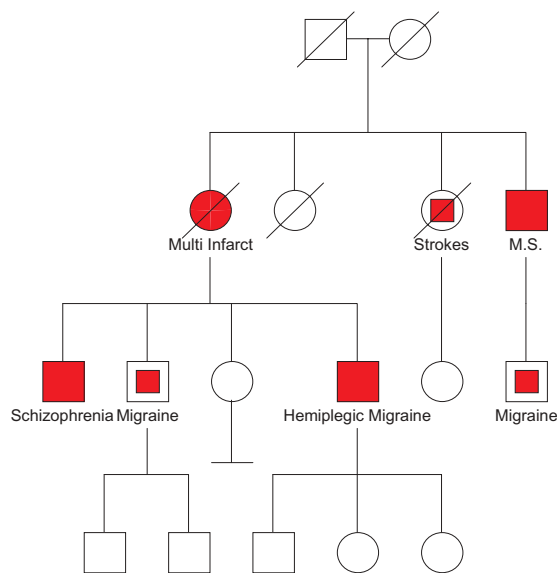 Multi Infarct
Strokes
M.S.
Schizophrenia
Migraine
Hemiplegic Migraine
Migraine